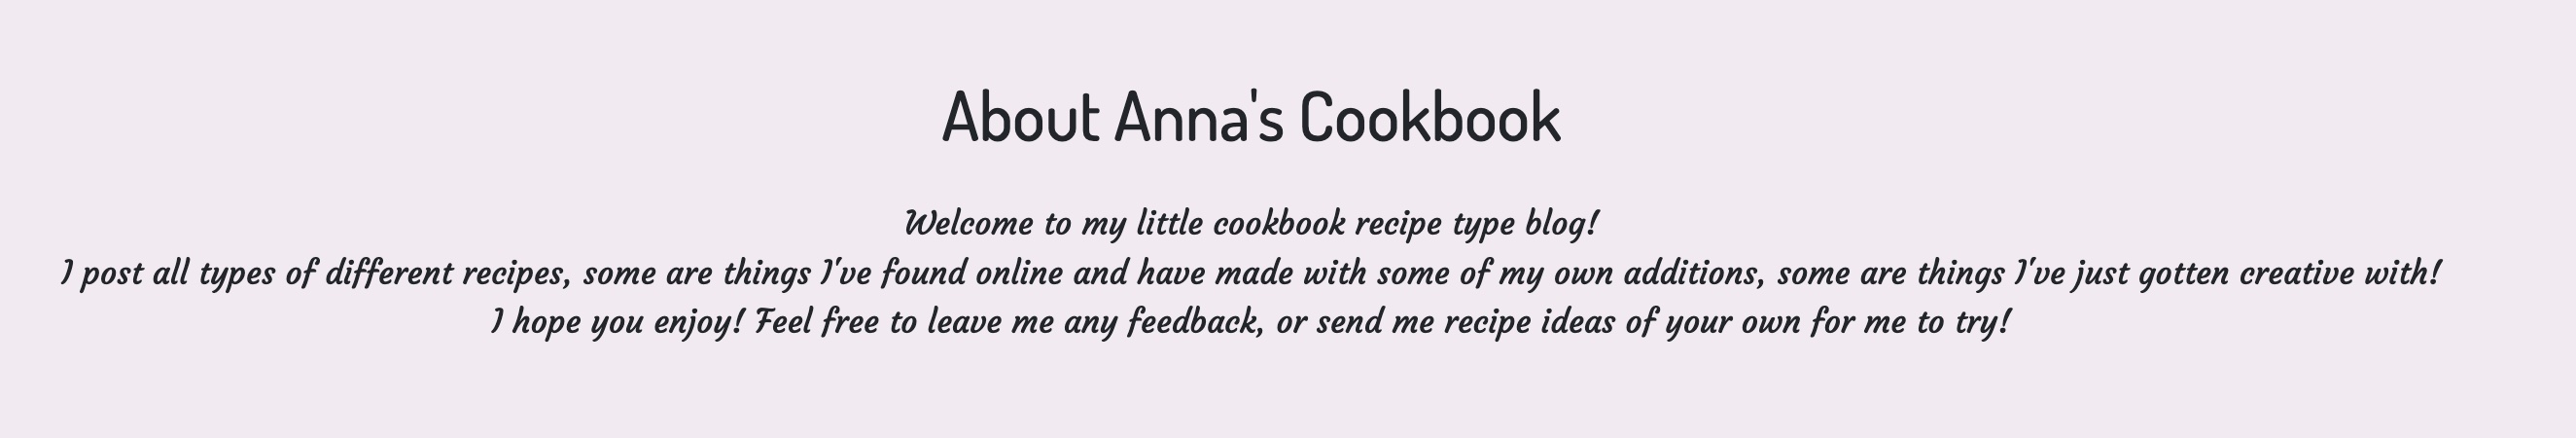 About Anna's Cookbook
Welcome to my little cookbook recipe type blog!
I post all types of different recipes, some are things I've found online and have made with some of my own additions, some are things I've just gotten creative with!
I hope you enjoy! Feel free to leave me any feedback, or send me recipe ideas of your own for me to try!